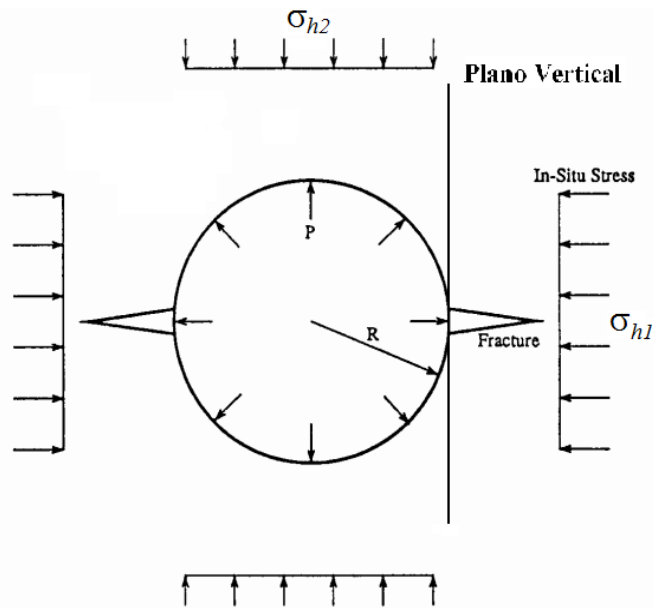 σh2
Plano Vertical
In-Situ Stress
P
R
Fracture
σh1